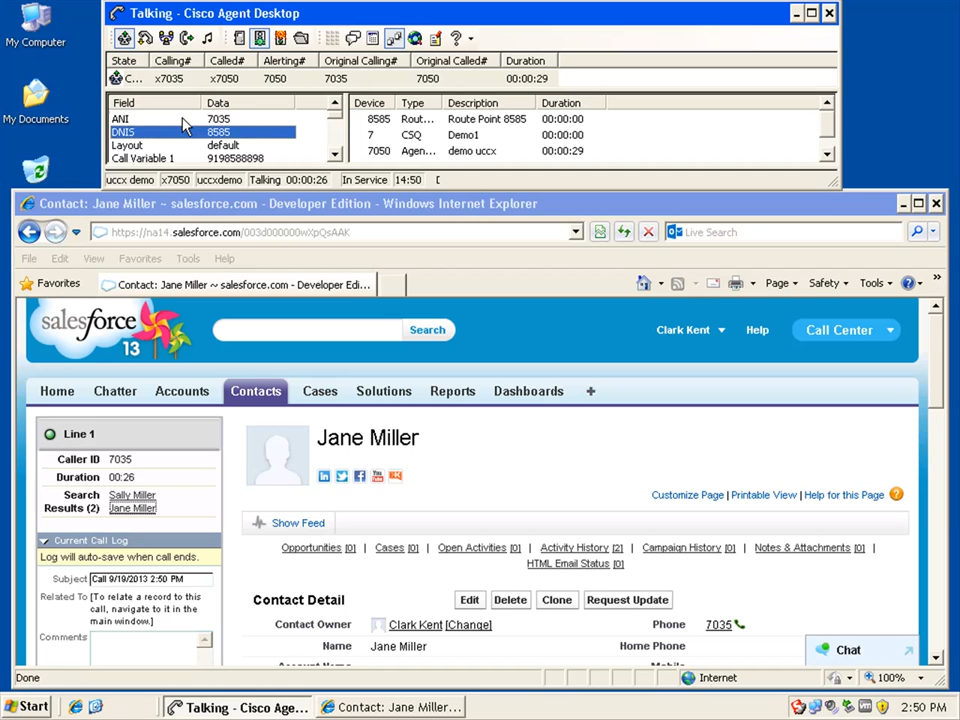 My Computer
My Documents
Talking - Cisco Agent Desktop
State Calling# Called# Alerting# Original Calling# Original Called# Duration
C... x7035 x7050 7050 7035 7050 00:00:29
Field Data
ANI 7035
DNIS 8585
Layout default
Call Variable 1 9198588898
Device Type Description Duration
8585 Rout... Route Point 8585 00:00:00
7 CSQ Demo1 00:00:00
7050 Agen... demo uccx 00:00:29
uccx demo x7050 uccxdemo Talking 00:00:26 In Service 14:50
Contact: Jane Miller ~ salesforce.com - Developer Edition - Windows Internet Explorer
https://na14.salesforce.com/003d000000wXpQsAAK
Live Search
File Edit View Favorites Tools Help
Favorites
Contact: Jane Miller ~ salesforce.com - Developer Edi...
Page Safety Tools
salesforce
13
Search
Clark Kent Help Call Center
Home Chatter Accounts Contacts Cases Solutions Reports Dashboards +
Line 1
Caller ID 7035
Duration 00:26
Search Sally Miller
Results (2) Jane Miller
Current Call Log
Log will auto-save when call ends.
Subject Call 9/19/2013 2:50 PM
Related To [To relate a record to this
call, navigate to it in the
main window.]
Comments
Jane Miller
in
You
Tube
Customize Page | Printable View | Help for this Page
Show Feed
Opportunities [0] | Cases [0] | Open Activities [0] | Activity History [2] | Campaign History [0] | Notes & Attachments [0] |
HTML Email Status [0]
Contact Detail
Edit Delete Clone Request Update
Contact Owner Clark Kent [Change] Phone 7035
Name Jane Miller Home Phone
Chat
Done
Internet
100%
Start
Talking - Cisco Age...
Contact: Jane Miller...
2:50 PM